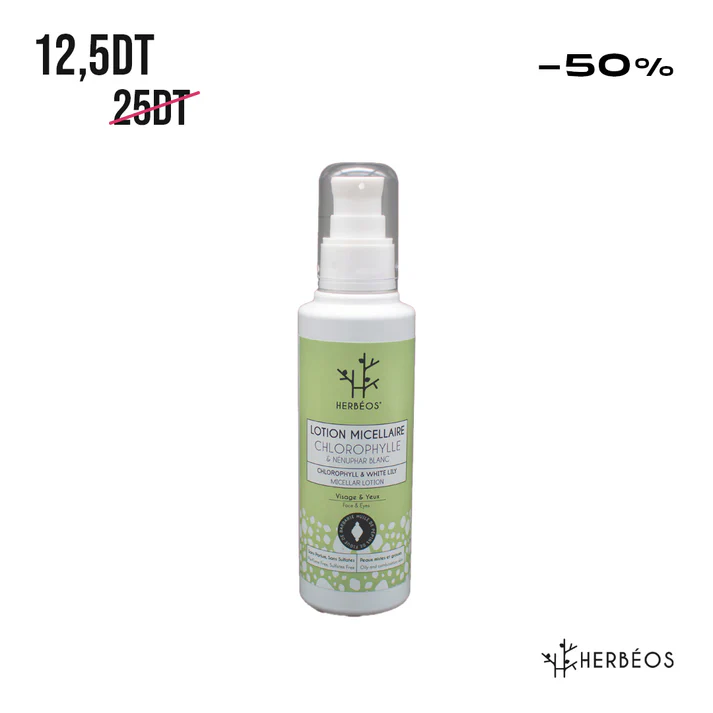 12,5DT
25DT
-50%
HERBÉOS
LOTION MICELLAIRE
CHLOROPHYLLE
& NÉNUPHAR BLANC
CHLOROPHYLL & WHITE LILY
MICELLAR LOTION
Visage & Yeux
Face & Eyes
HERBÉOS